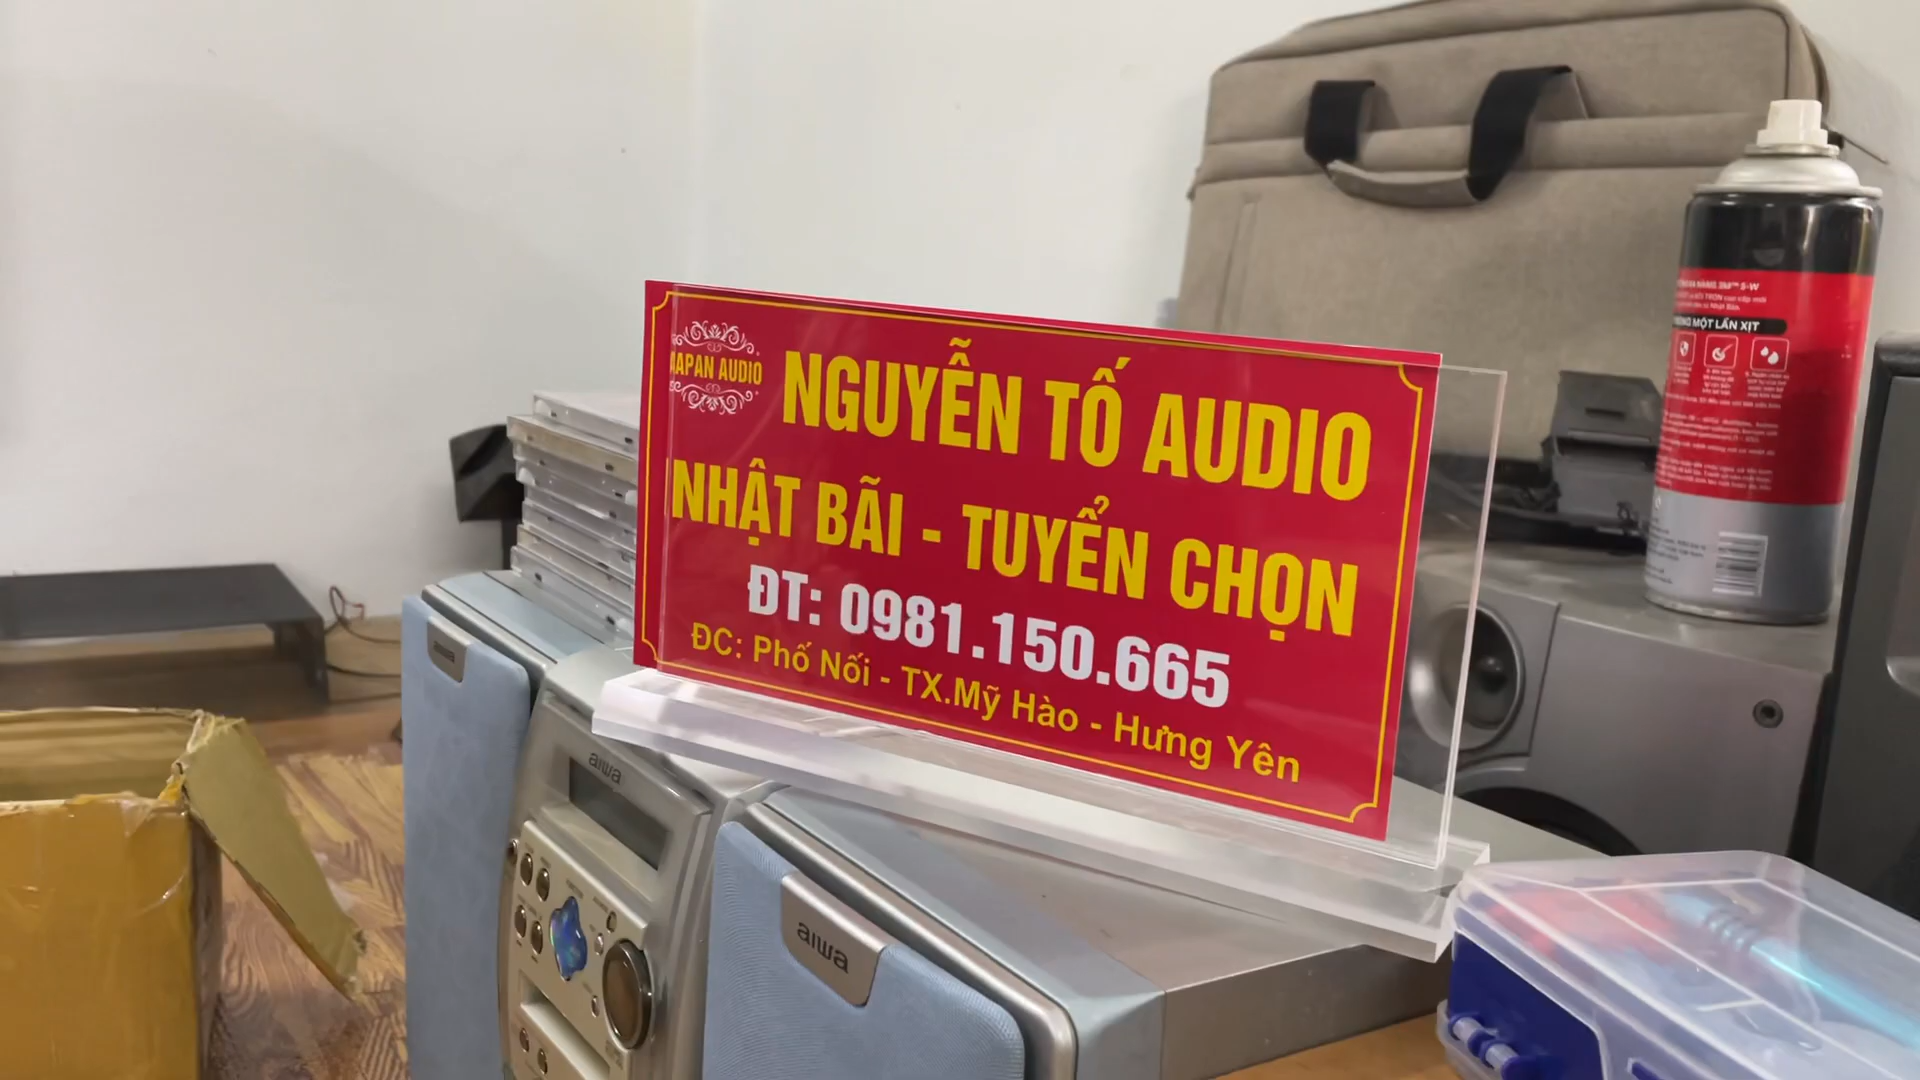 AAPAN AUDIO
NGUYỄN TỐ AUDIO
NHẬT BÃI - TUYỂN CHỌN
ĐT: 0981.150.665
ĐC: Phố Nối - TX.Mỹ Hào - Hưng Yên
aiwa
aiwa
aiwa
MỘT LẦN XỊT